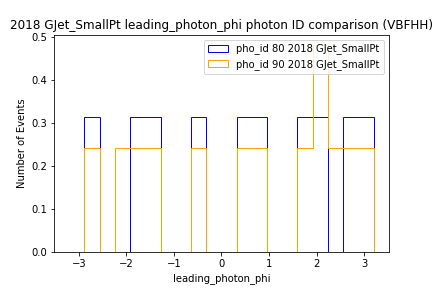 2018 GJet_SmallPt leading_photon_phi photon ID comparison (VBFHH)
pho_id 80 2018 GJet_SmallPt
pho_id 90 2018 GJet_SmallPt
Number of Events
0.5
0.4
0.3
0.2
0.1
0.0
−3 −2 −1 0 1 2 3
leading_photon_phi